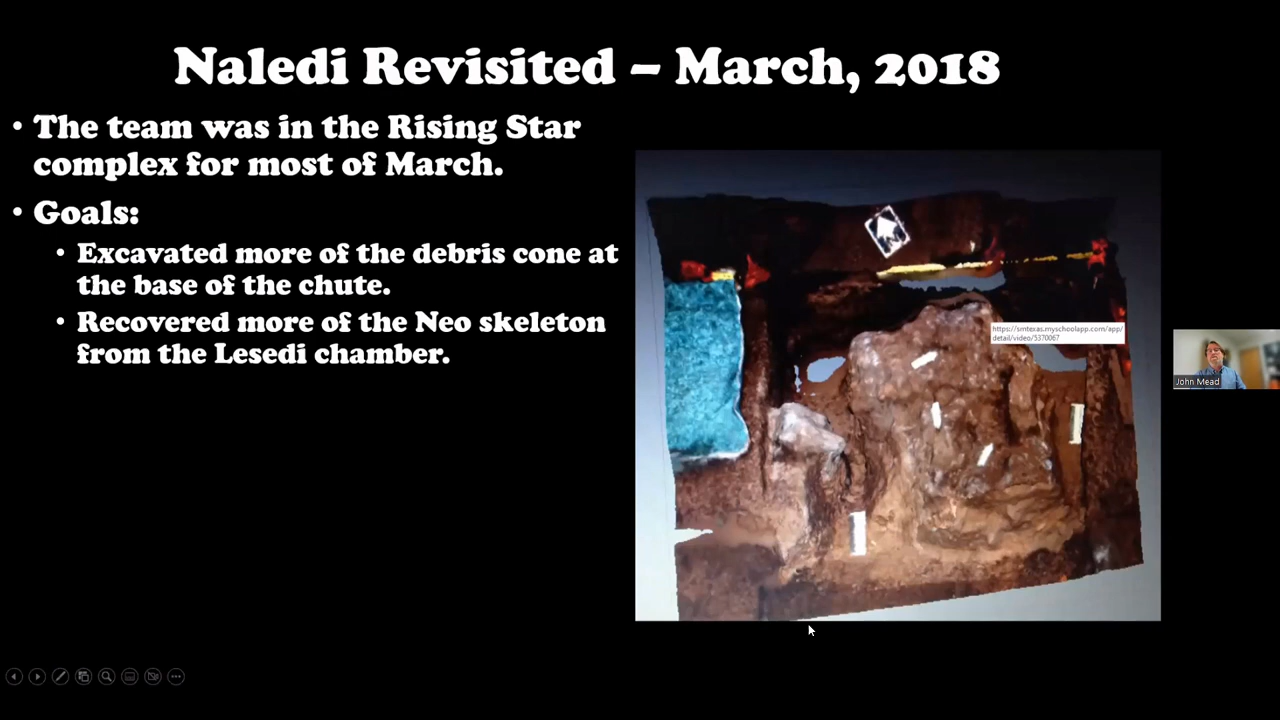 Naledi Revisited – March, 2018
• The team was in the Rising Star
complex for most of March.
• Goals:
• Excavated more of the debris cone at
the base of the chute.
• Recovered more of the Neo skeleton
from the Lesedi chamber.
https://smtexas.myschoolapp.com/app/
detail/video/5370067
John Mead